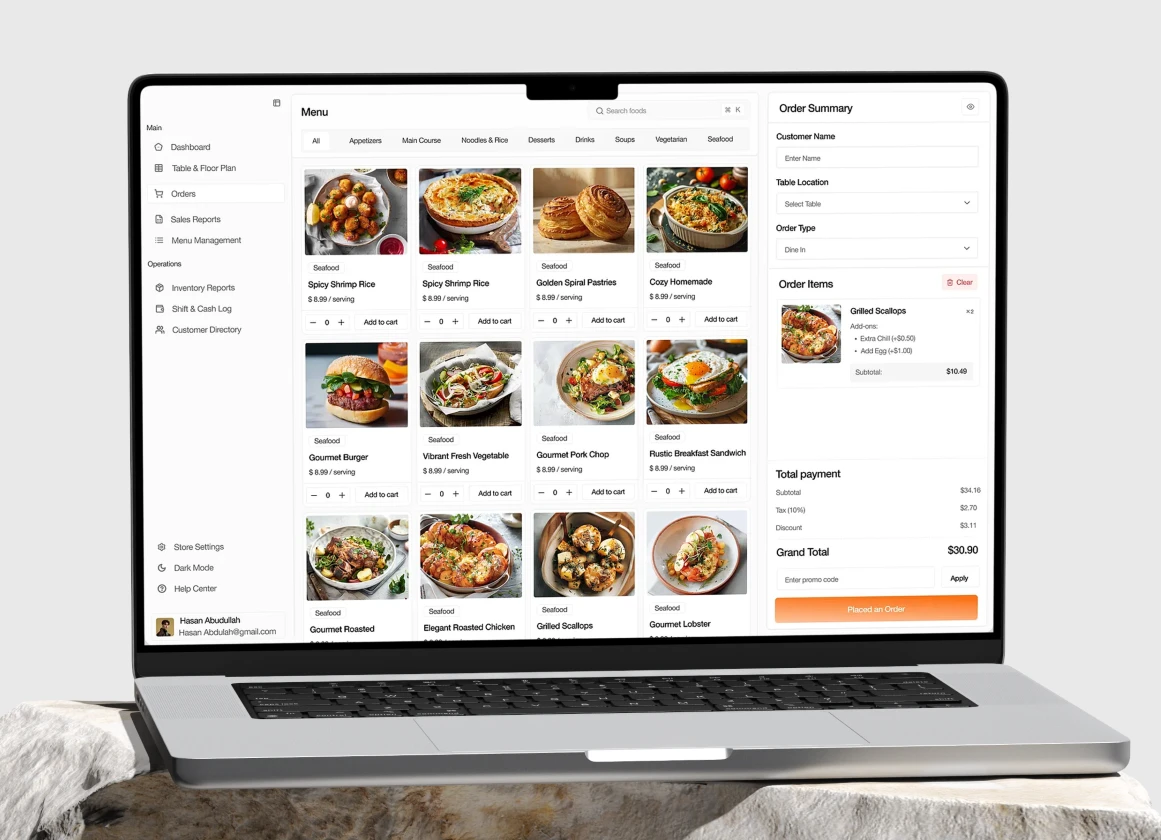 Main
Dashboard
Table & Floor Plan
Orders
Sales Reports
Menu Management
Operations
Inventory Reports
Shift & Cash Log
Customer Directory
Store Settings
Dark Mode
Help Center
Hasan Abudullah
Hasan Abdulah@gmail.com
Menu
Search foods
⌘ K
All Appetizers Main Course Noodles & Rice Desserts Drinks Soups Vegetarian Seafood
Seafood
Spicy Shrimp Rice
$ 8.99 / serving
− 0 + Add to cart
Seafood
Spicy Shrimp Rice
$ 8.99 / serving
− 0 + Add to cart
Seafood
Golden Spiral Pastries
$ 8.99 / serving
− 0 + Add to cart
Seafood
Cozy Homemade
$ 8.99 / serving
− 0 + Add to cart
Seafood
Gourmet Burger
$ 8.99 / serving
− 0 + Add to cart
Seafood
Vibrant Fresh Vegetable
$ 8.99 / serving
− 0 + Add to cart
Seafood
Gourmet Pork Chop
$ 8.99 / serving
− 0 + Add to cart
Seafood
Rustic Breakfast Sandwich
$ 8.99 / serving
− 0 + Add to cart
Seafood
Gourmet Roasted
Seafood
Elegant Roasted Chicken
Seafood
Grilled Scallops
Seafood
Gourmet Lobster
Order Summary
Customer Name
Enter Name
Table Location
Select Table
Order Type
Dine In
Order Items
Clear
Grilled Scallops ×2
Add-ons:
• Extra Chill (+$0.50)
• Add Egg (+$1.00)
Subtotal: $10.49
Total payment
Subtotal $34.16
Tax (10%) $2.70
Discount $3.11
Grand Total $30.90
Enter promo code
Apply
Placed an Order